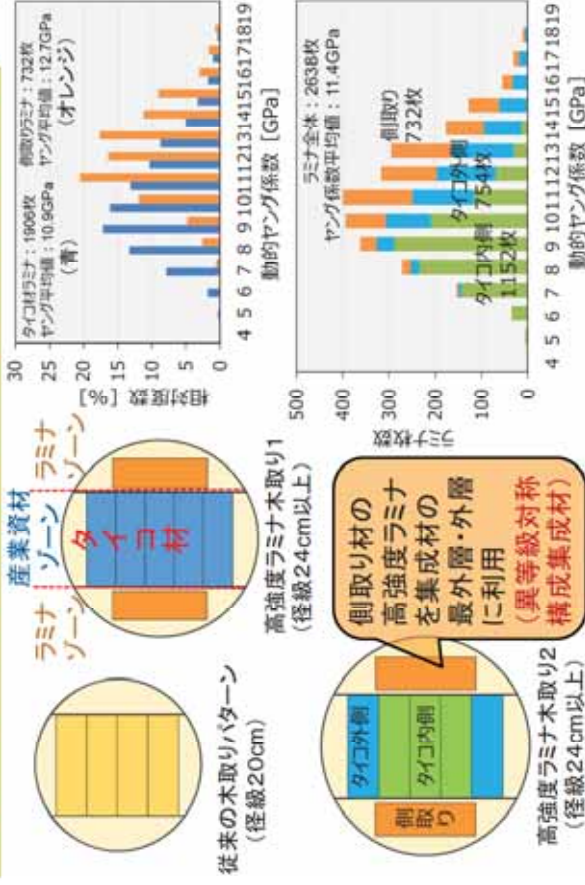 従来の木取りパターン
(径級20cm)
ラミナ
ゾーン
産業資材
ゾーン
ラミナ
ゾーン
タイコ材
高強度ラミナ木取り1
(径級24cm以上)
タイコ外側
タイコ内側
側取り
高強度ラミナ木取り2
(径級24cm以上)
側取り材の
高強度ラミナ
を集成材の
最外層・外層
に利用
(異等級対称
構成集成材)
タイコ材ラミナ:1906枚
ヤング平均値:10.9GPa
(青)
側取りラミナ:732枚
ヤング平均値:12.7GPa
(オレンジ)
相対度数 [%]
30
25
20
15
10
5
0
4 5 6 7 8 9 10 11 12 13 14 15 16 17 18 19
動的ヤング係数 [GPa]
ラミナ全体:2638枚
ヤング係数平均値:11.4GPa
側取り
732枚
タイコ外側
754枚
タイコ内側
1152枚
ラミナ枚数
500
400
300
200
100
0
4 5 6 7 8 9 10 11 12 13 14 15 16 17 18 19
動的ヤング係数 [GPa]